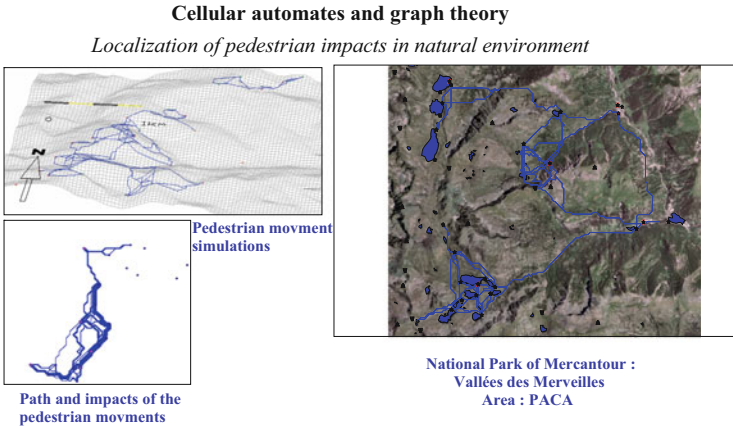 Cellular automates and graph theory
Localization of pedestrian impacts in natural environment
N
Pedestrian movment
simulations
Path and impacts of the
pedestrian movments
National Park of Mercantour :
Vallées des Merveilles
Area : PACA